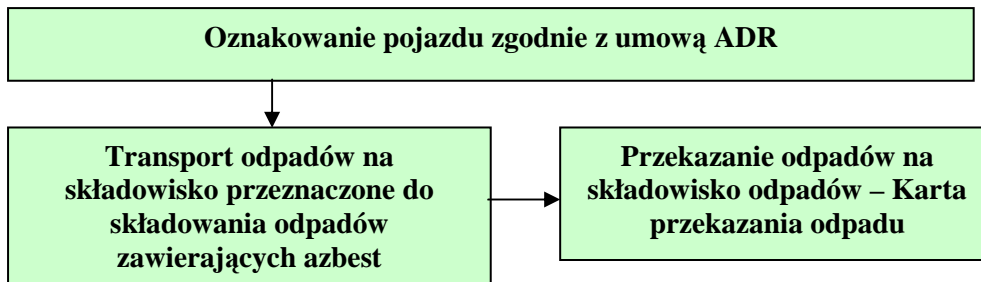 Oznakowanie pojazdu zgodnie z umową ADR
Transport odpadów na
składowisko przeznaczone do
składowania odpadów
zawierających azbest
Przekazanie odpadów na
składowisko odpadów – Karta
przekazania odpadu